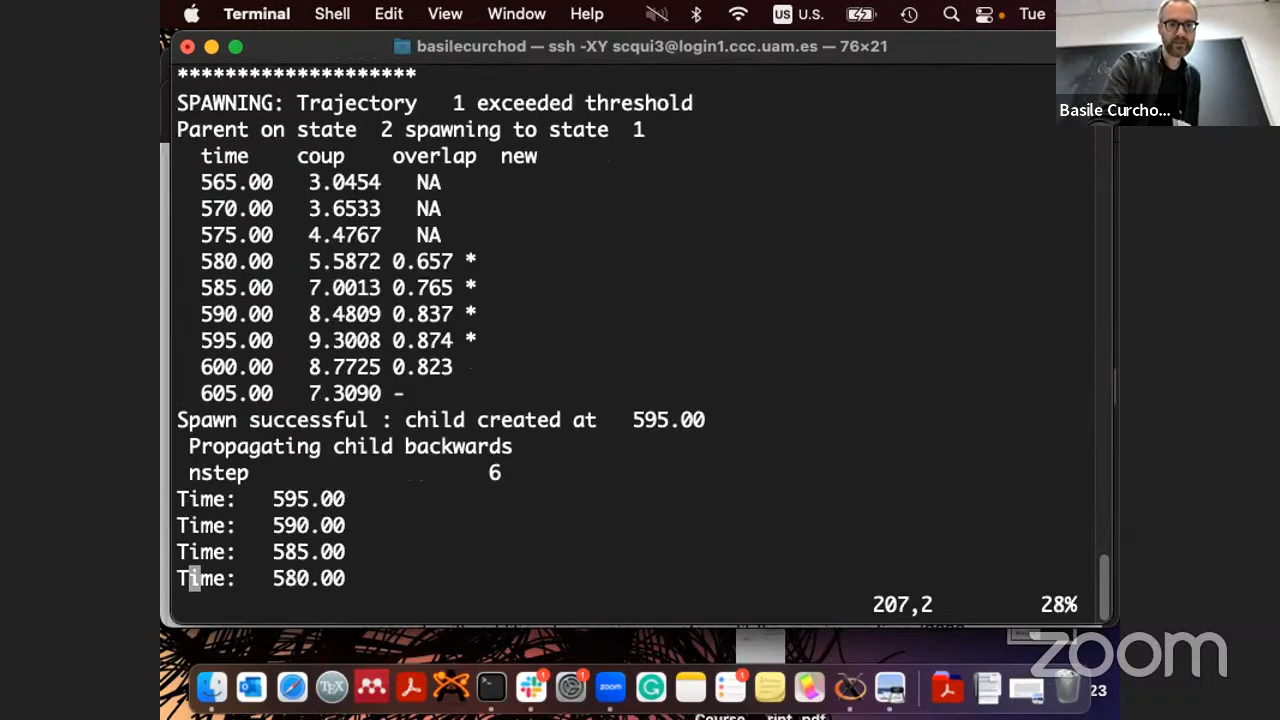 Terminal Shell Edit View Window Help US U.S. Tue
basilecurchod — ssh -XY scqui3@login1.ccc.uam.es — 76×21
********************
SPAWNING: Trajectory 1 exceeded threshold
Parent on state 2 spawning to state 1
time coup overlap new
565.00 3.0454 NA
570.00 3.6533 NA
575.00 4.4767 NA
580.00 5.5872 0.657 *
585.00 7.0013 0.765 *
590.00 8.4809 0.837 *
595.00 9.3008 0.874 *
600.00 8.7725 0.823
605.00 7.3090 -
Spawn successful : child created at 595.00
Propagating child backwards
nstep 6
Time: 595.00
Time: 590.00
Time: 585.00
Time: 580.00
207,2 28%
Basile Curcho...
zoom
TEX
zoom
23